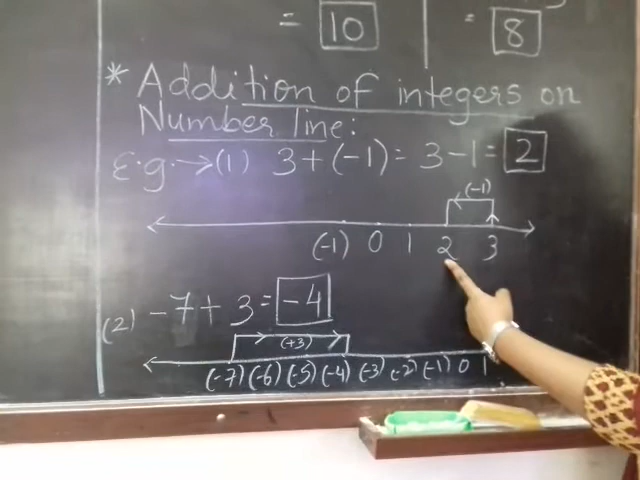 = 10
= 8
* Addition of integers on
Number line:
E.g. → (1) 3 + (-1) = 3 - 1 = 2
(-1)
(-1) 0 1 2 3
(2) -7 + 3 = -4
(+3)
(-7) (-6) (-5) (-4) (-3) (-2) (-1) 0 1